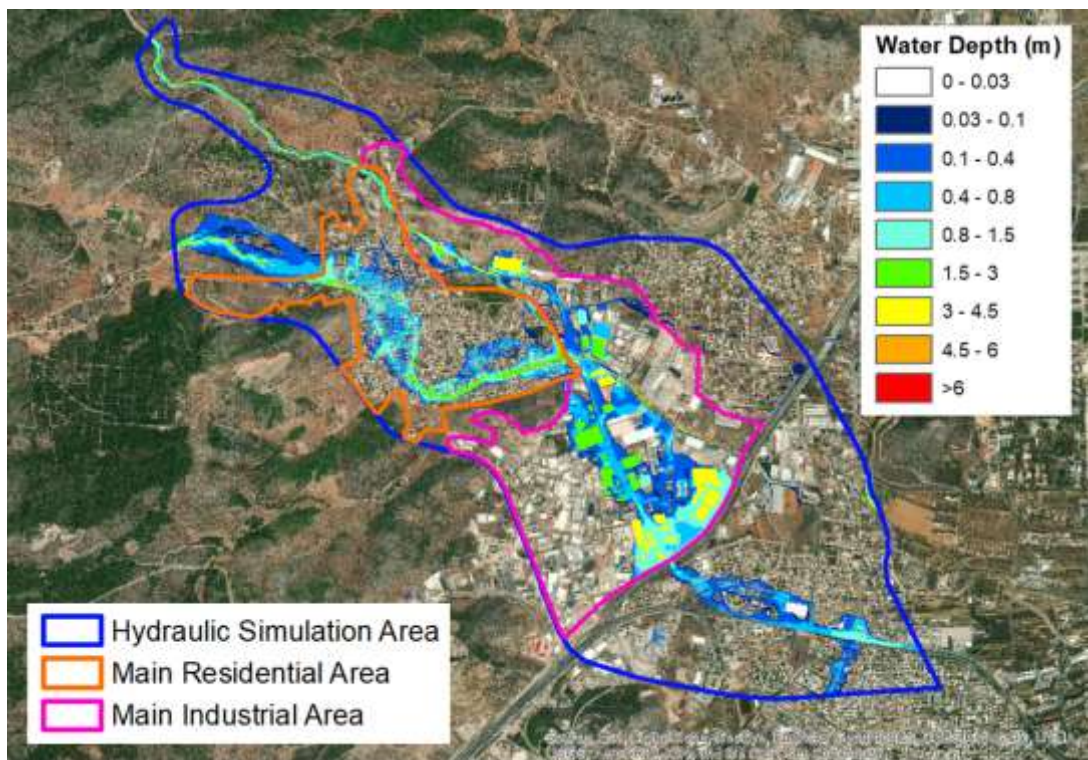 Water Depth (m)
0 - 0.03
0.03 - 0.1
0.1 - 0.4
0.4 - 0.8
0.8 - 1.5
1.5 - 3
3 - 4.5
4.5 - 6
>6
Hydraulic Simulation Area
Main Residential Area
Main Industrial Area